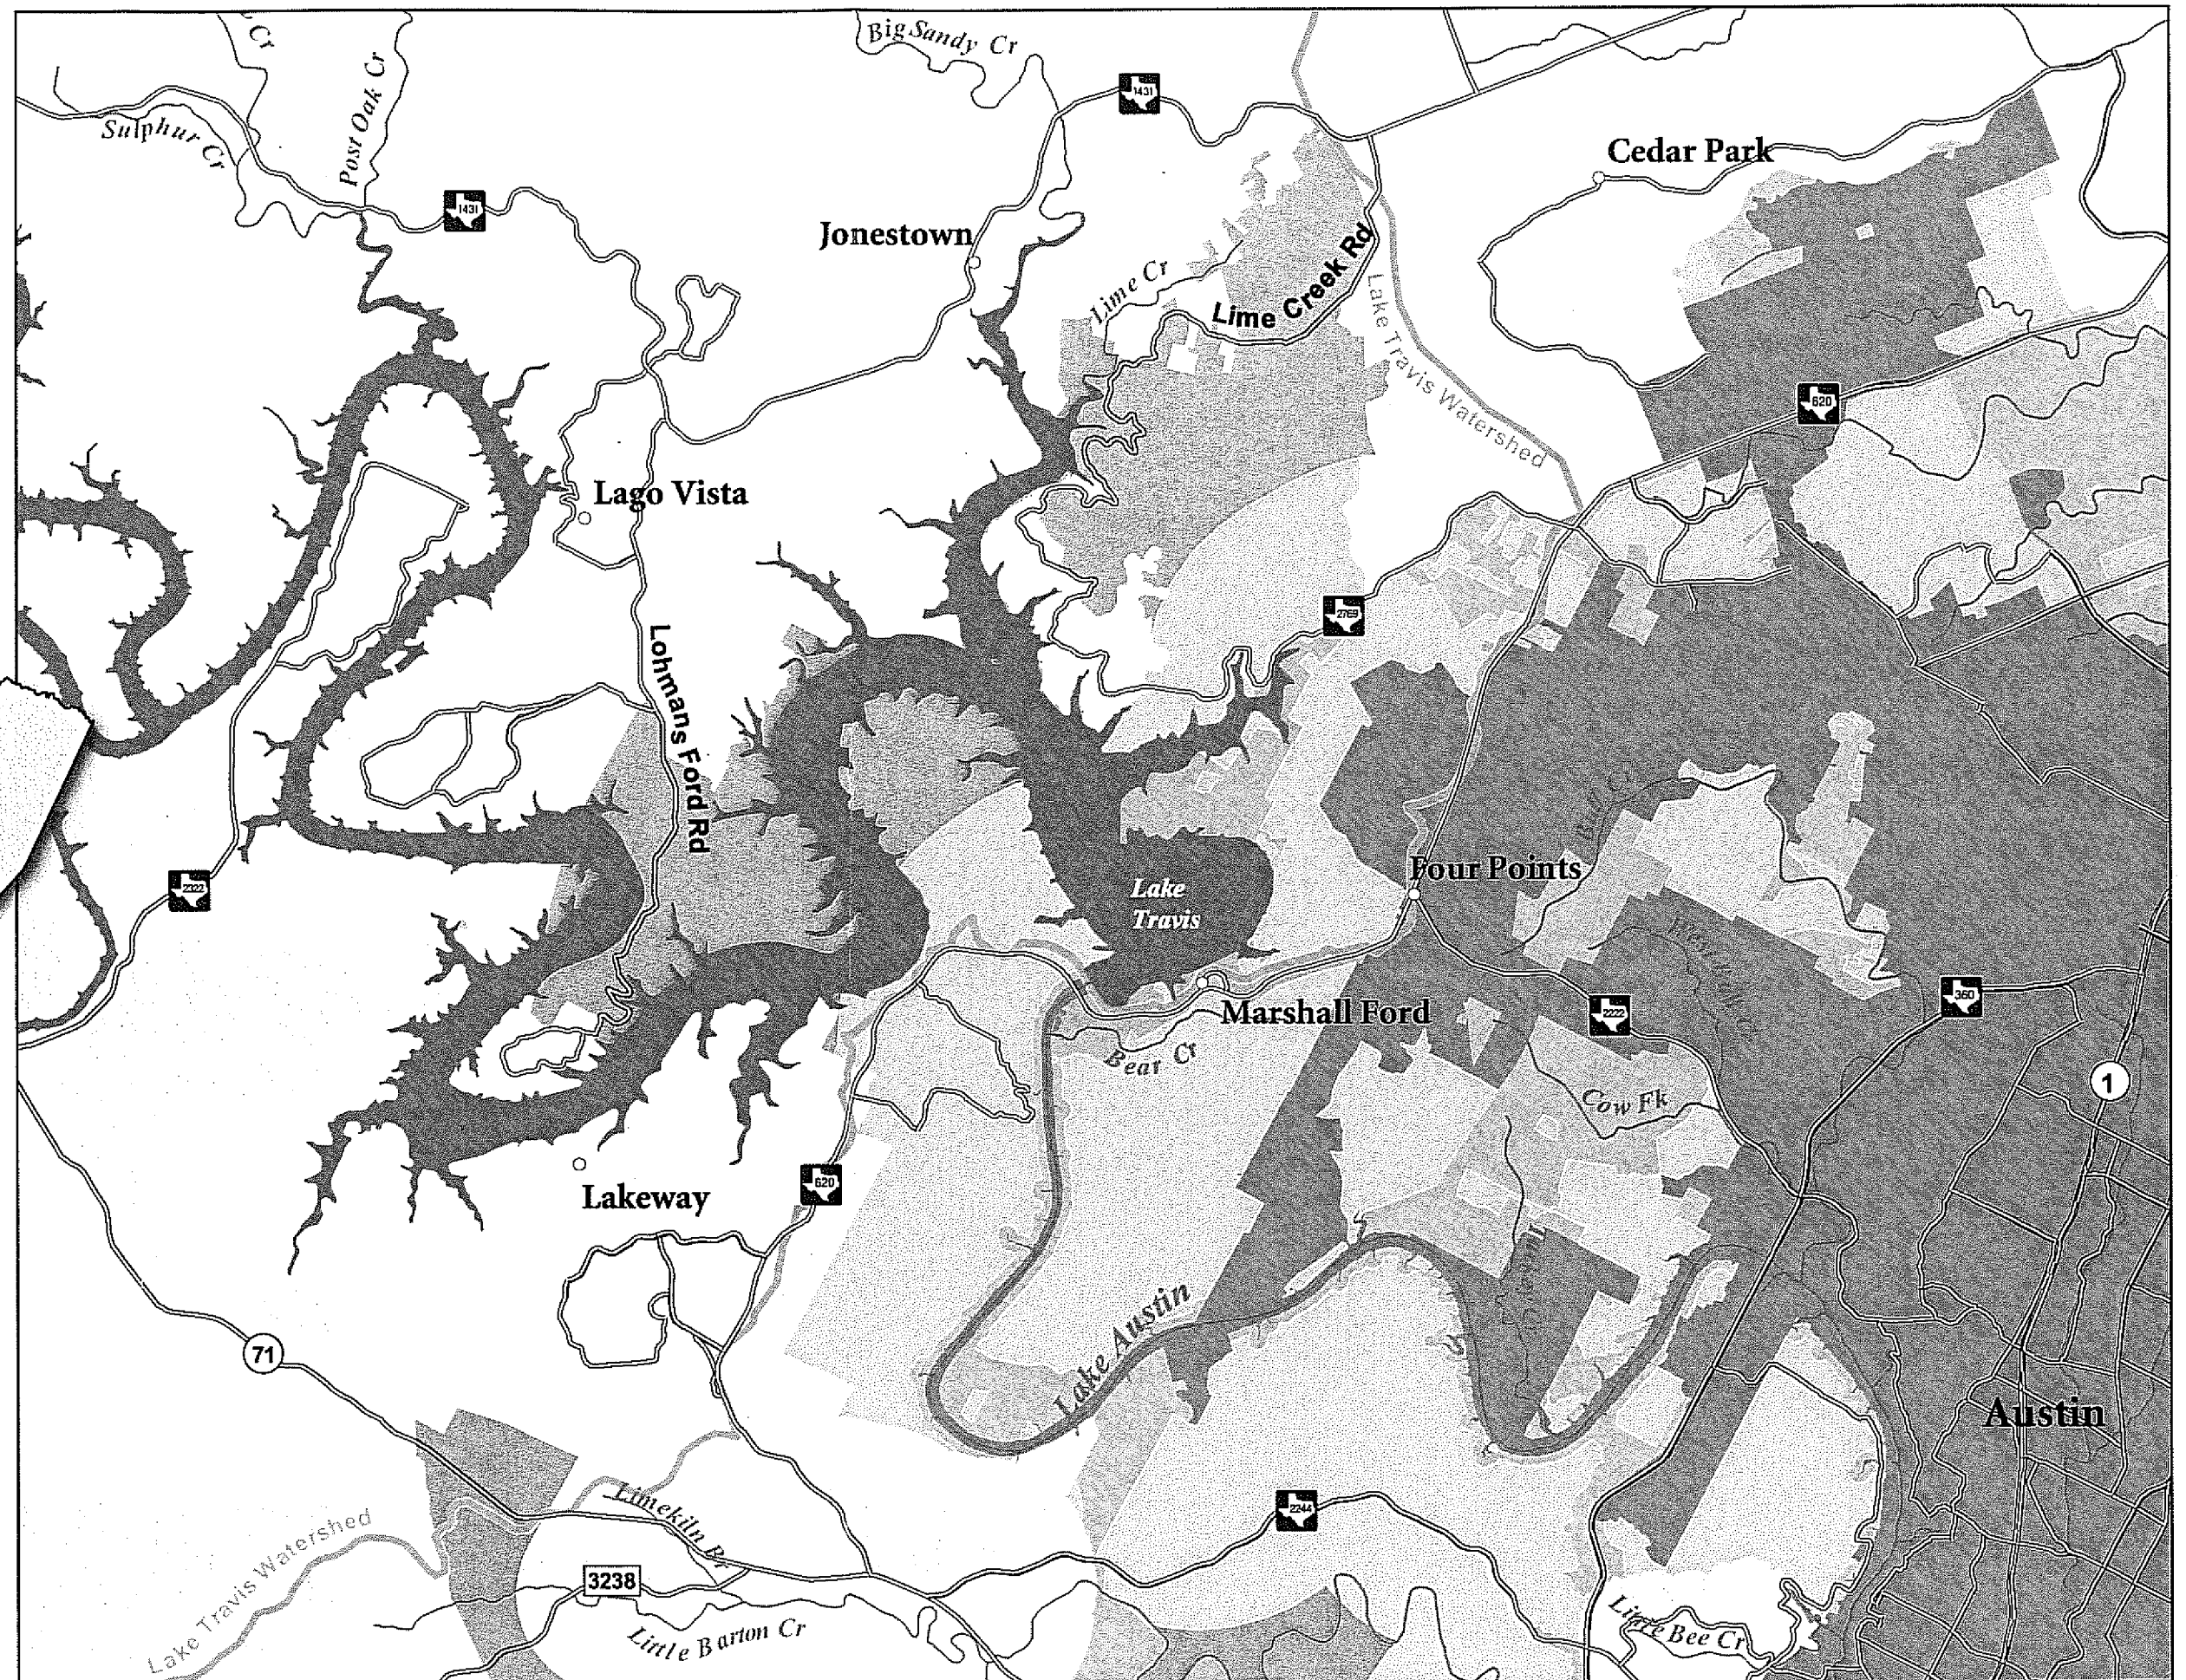 Cr
Big Sandy Cr
Post Oak Cr
1431
Sulphur Cr
Cedar Park
1431
Jonestown
Lime Cr
Lime Creek Rd
Lake Travis Watershed
620
Lago Vista
2769
Lohmans Ford Rd
Bull Cr
Four Points
2322
Lake
Travis
360
Marshall Ford
2222
Bear Cr
1
Cow Fk
620
Lakeway
Lake Austin
71
Austin
Limekiln Br
2244
Lake Travis Watershed
3238
Little Barton Cr
Little Bee Cr